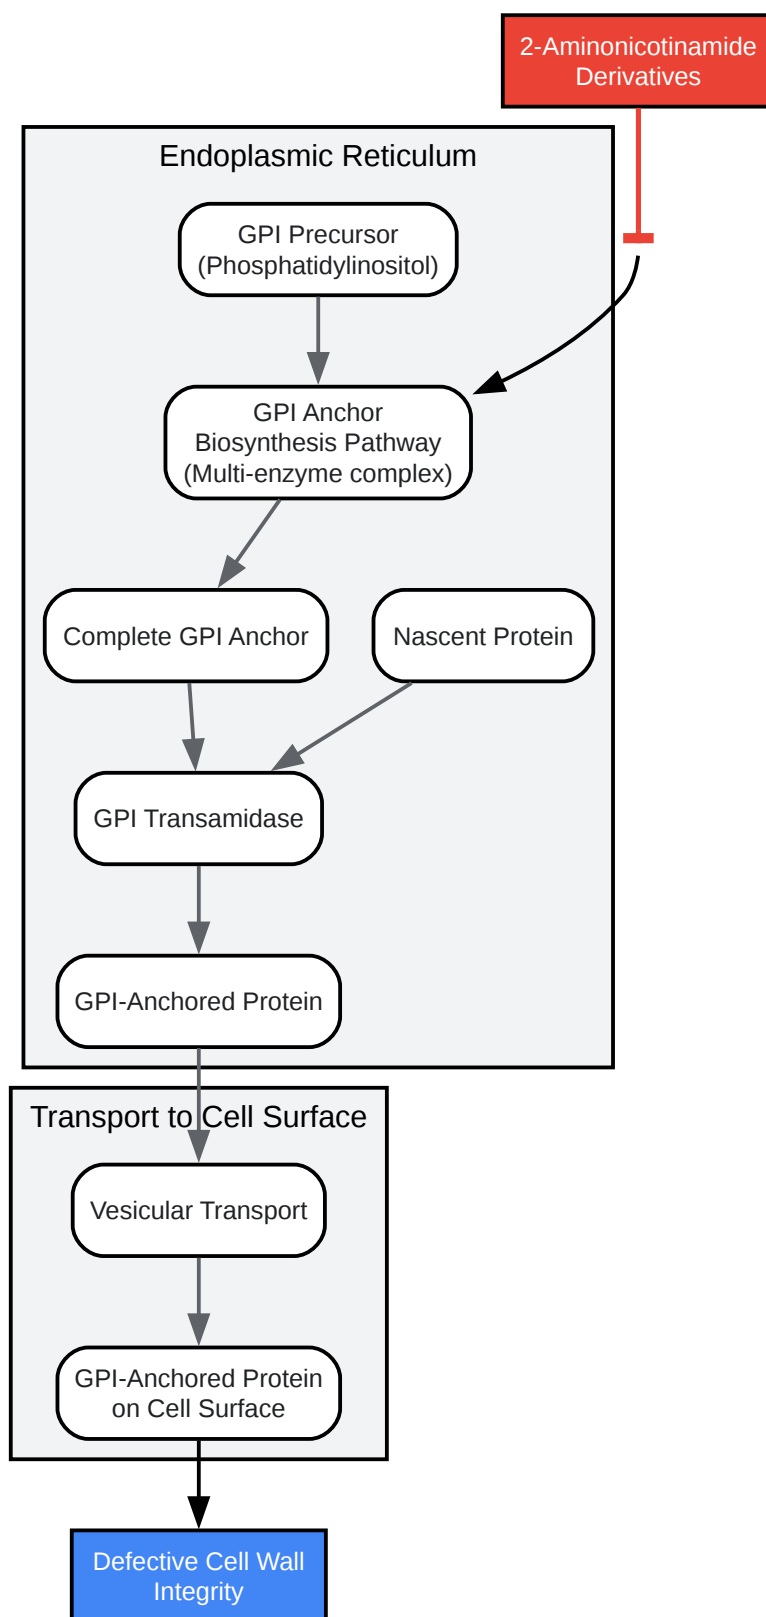 2-Aminonicotinamide
Derivatives
Endoplasmic Reticulum
GPI Precursor
(Phosphatidylinositol)
GPI Anchor
Biosynthesis Pathway
(Multi-enzyme complex)
Complete GPI Anchor
Nascent Protein
GPI Transamidase
GPI-Anchored Protein
Transport to Cell Surface
Vesicular Transport
GPI-Anchored Protein
on Cell Surface
Defective Cell Wall
Integrity